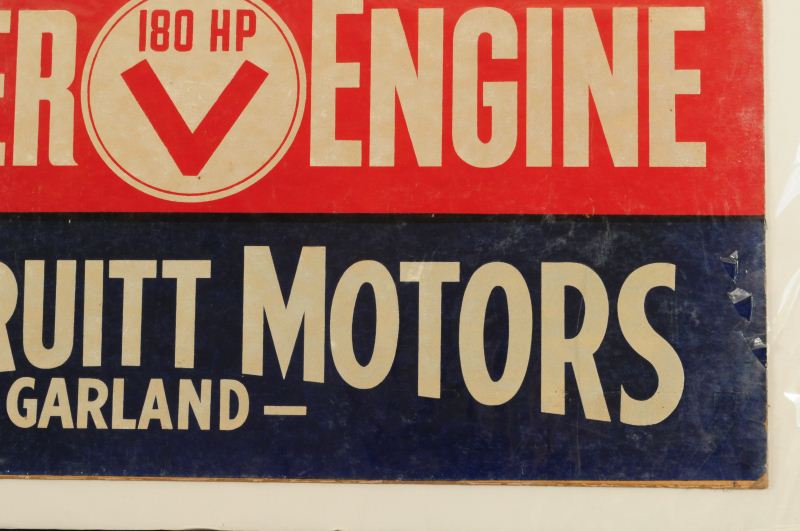 180 HP
V
ER ENGINE
RUITT MOTORS
GARLAND —